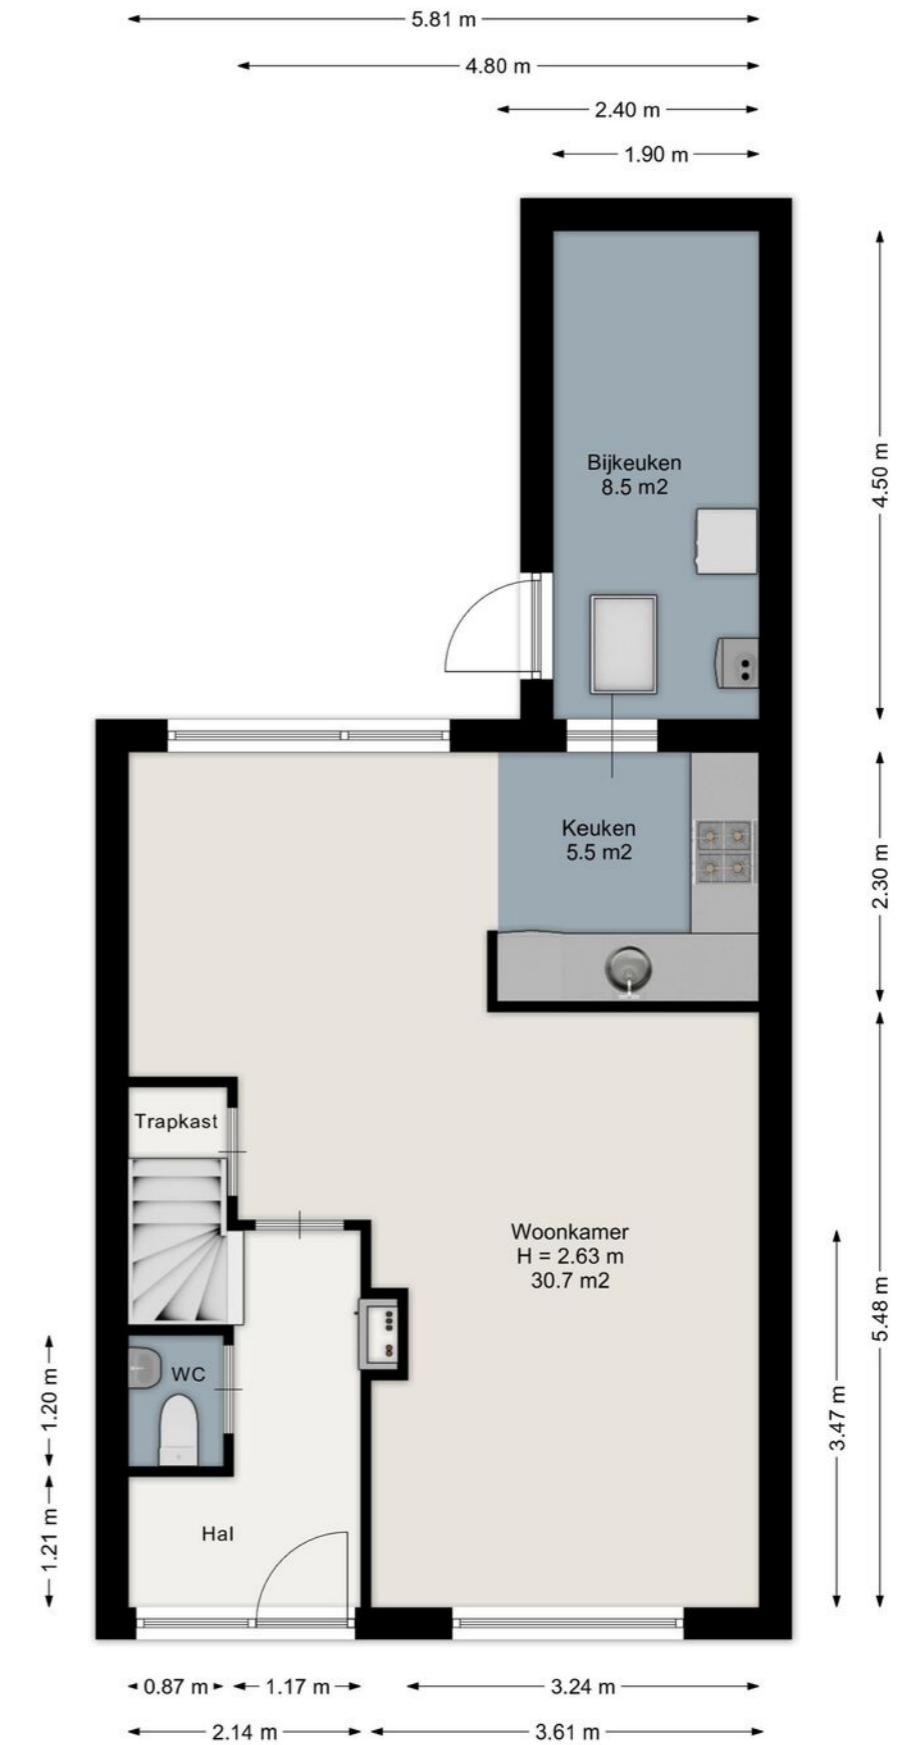 5.81 m
4.80 m
2.40 m
1.90 m
4.50 m
Bijkeuken
8.5 m2
Keuken
5.5 m2
2.30 m
Trapkast
Woonkamer
H = 2.63 m
30.7 m2
5.48 m
3.47 m
WC
1.20 m
Hal
1.21 m
0.87 m
1.17 m
3.24 m
2.14 m
3.61 m